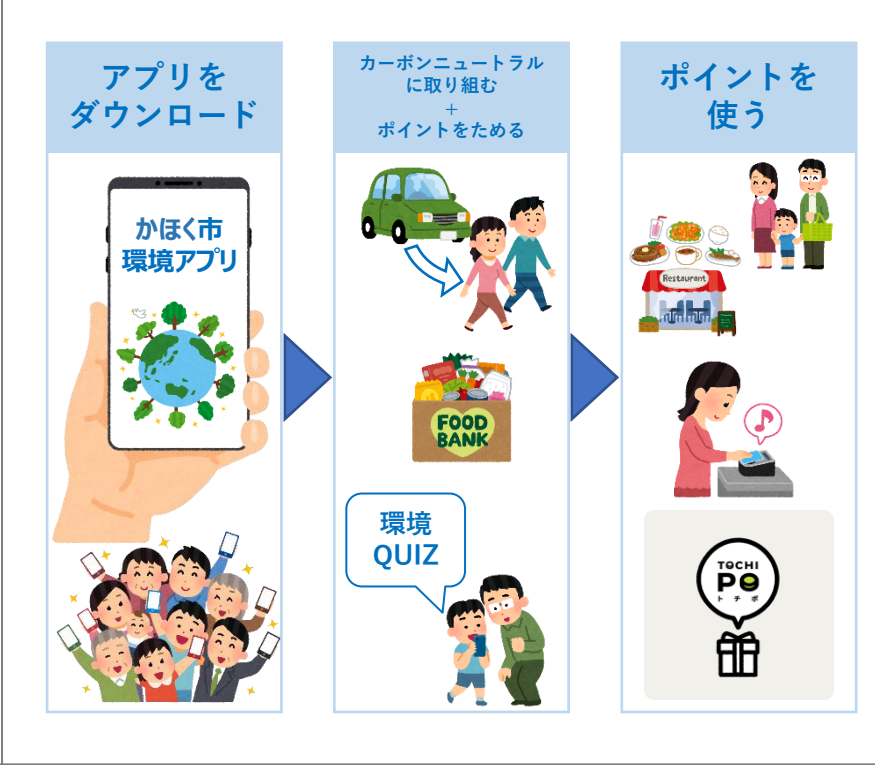 アプリを
ダウンロード
かほく市
環境アプリ
カーボンニュートラル
に取り組む
+
ポイントをためる
FOOD
BANK
環境
QUIZ
ポイントを
使う
Restaurant
TOCHI
PO
トチポ